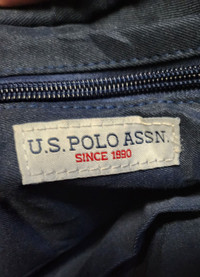 U.S. POLO ASSN.
SINCE 1890